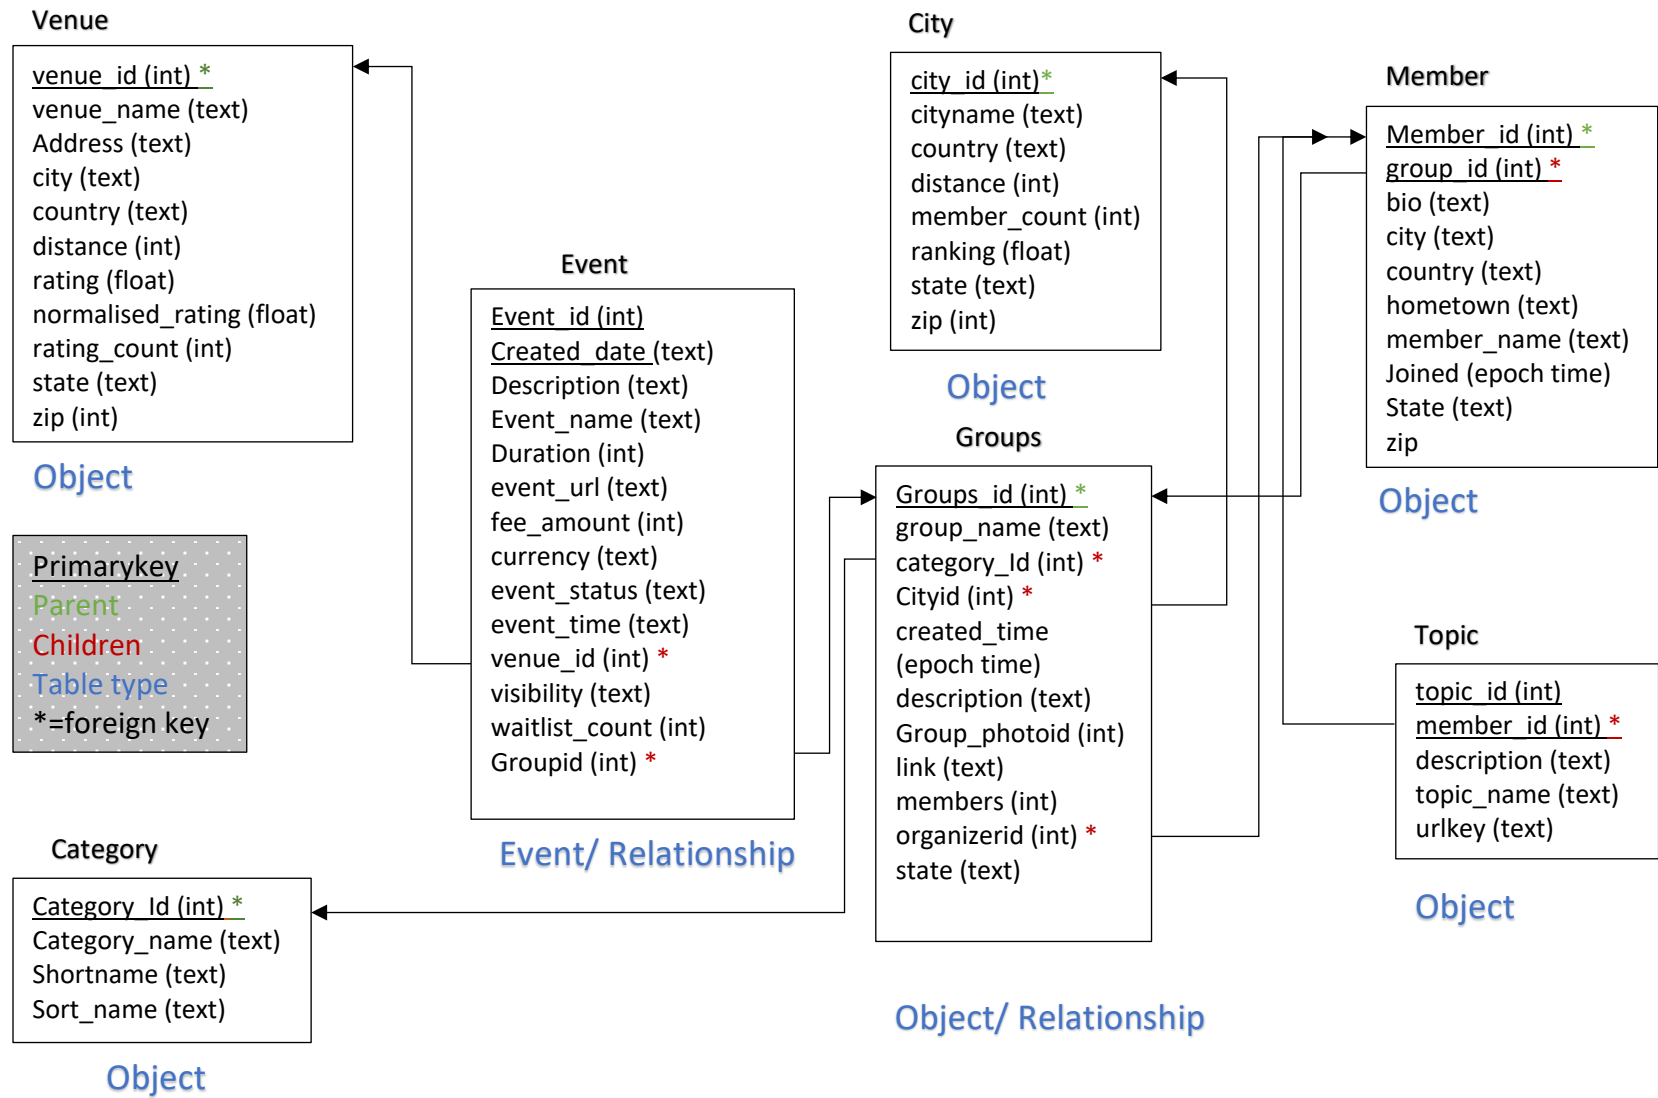 Venue
venue_id (int) *
venue_name (text)
Address (text)
city (text)
country (text)
distance (int)
rating (float)
normalised_rating (float)
rating_count (int)
state (text)
zip (int)
Object
Primarykey
Parent
Children
Table type
*=foreign key
Category
Category_Id (int) *
Category_name (text)
Shortname (text)
Sort_name (text)
Object
Event
Event_id (int)
Created_date (text)
Description (text)
Event_name (text)
Duration (int)
event_url (text)
fee_amount (int)
currency (text)
event_status (text)
event_time (text)
venue_id (int) *
visibility (text)
waitlist_count (int)
Groupid (int) *
Event/ Relationship
City
city_id (int)*
cityname (text)
country (text)
distance (int)
member_count (int)
ranking (float)
state (text)
zip (int)
Object
Groups
Groups_id (int) *
group_name (text)
category_Id (int) *
Cityid (int) *
created_time
(epoch time)
description (text)
Group_photoid (int)
link (text)
members (int)
organizerid (int) *
state (text)
Object/ Relationship
Member
Member_id (int) *
group_id (int) *
bio (text)
city (text)
country (text)
hometown (text)
member_name (text)
Joined (epoch time)
State (text)
zip
Object
Topic
topic_id (int)
member_id (int) *
description (text)
topic_name (text)
urlkey (text)
Object